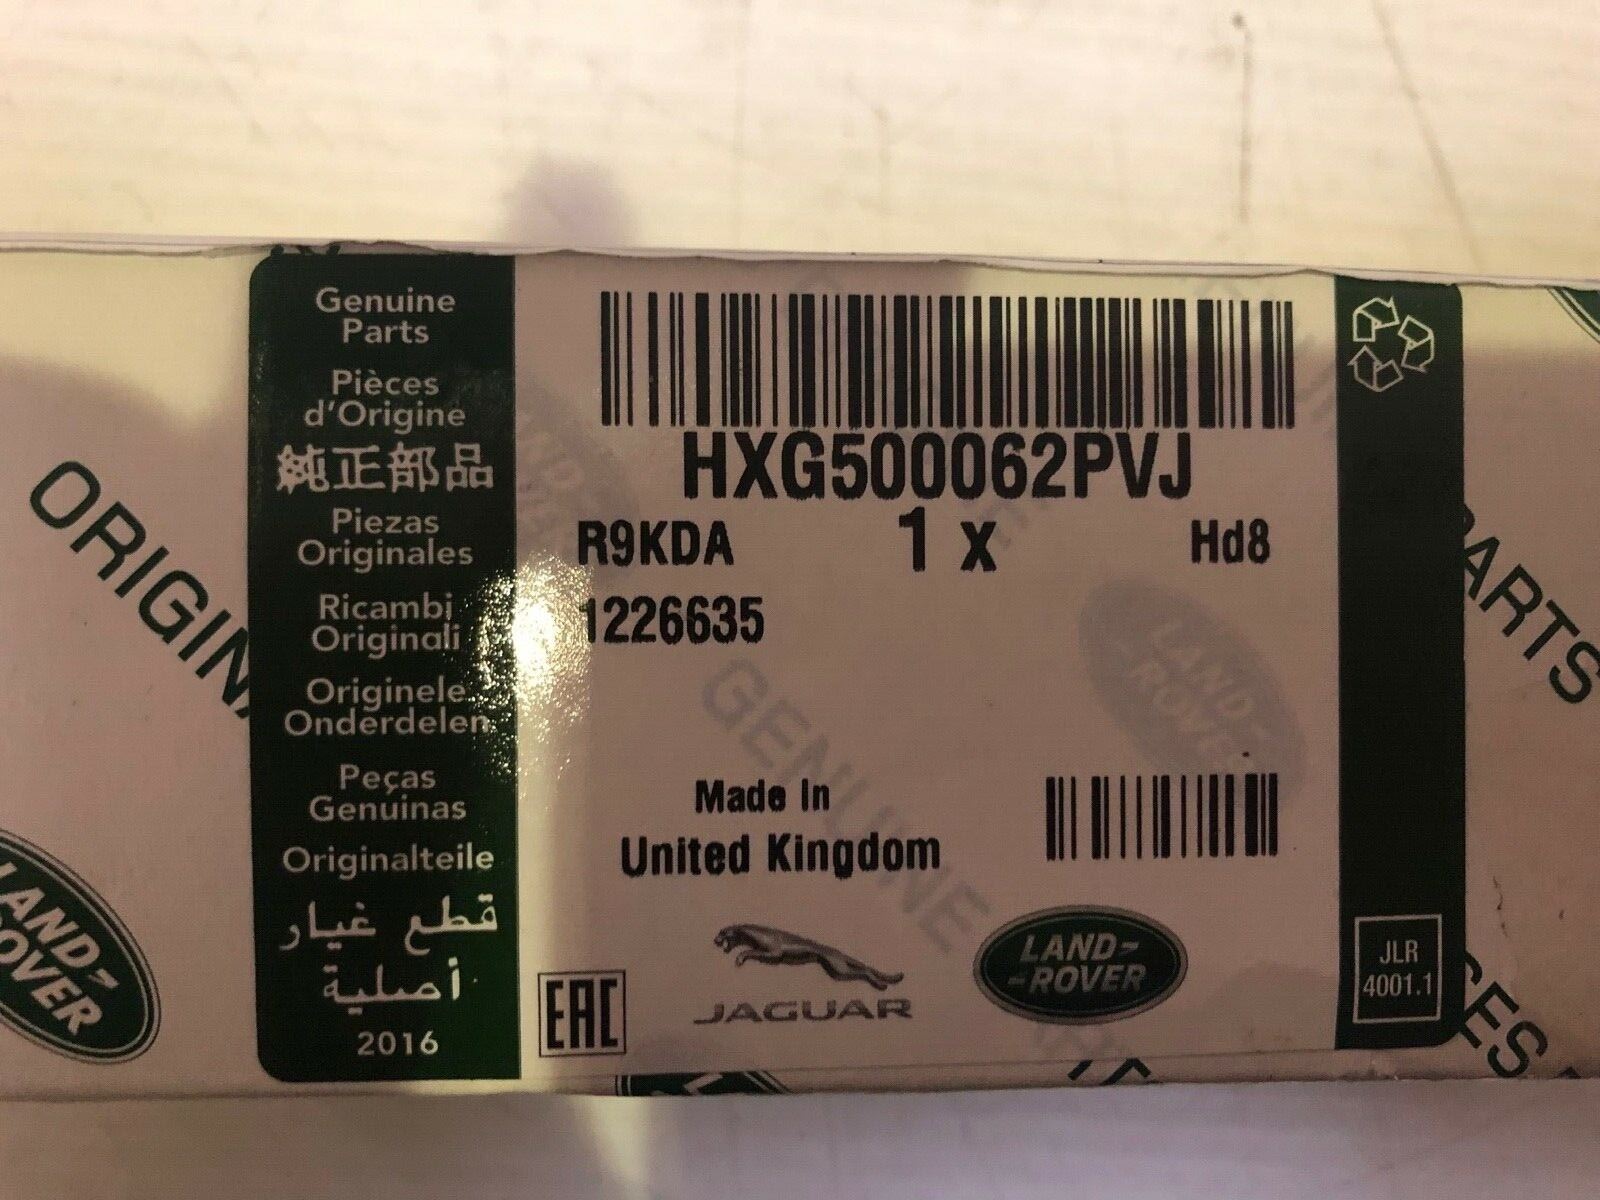 Genuine
Parts
Pièces
d'Origine
純正部品
Piezas
Originales
Ricambi
Originali
Originele
Onderdelen
Peças
Genuinas
Originalteile
قطع غيار
أصلية
2016
HXG500062PVJ
R9KDA 1 x Hd8
1226635
Made In
United Kingdom
EAC
JAGUAR
LAND-
-ROVER
JLR
4001.1
LAND-
-ROVER
GENUINE
LAND-
ROVER
PARTS